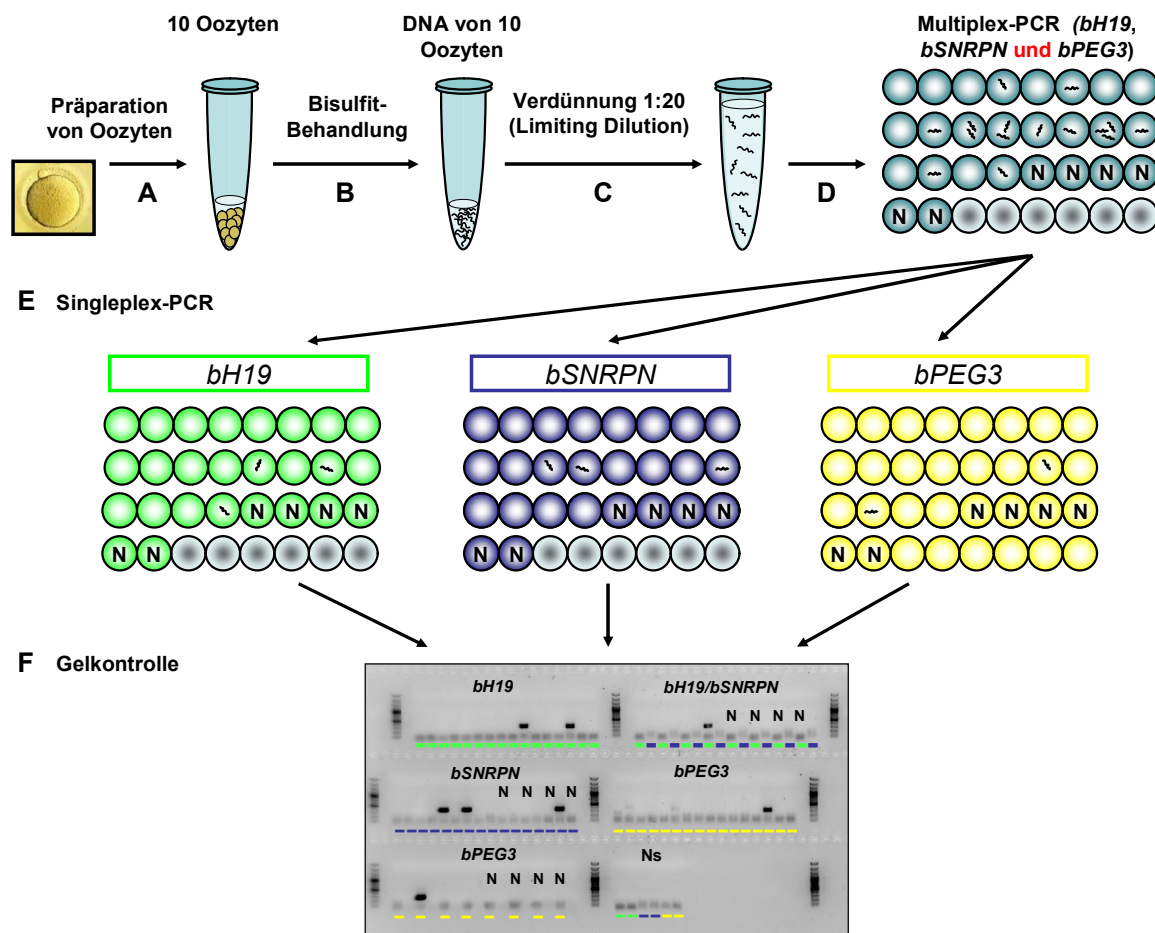 10 Oozyten
DNA von 10
Oozyten
Multiplex-PCR (bH19,
bSNRPN und bPEG3)
Präparation
von Oozyten
Bisulfit-
Behandlung
Verdünnung 1:20
(Limiting Dilution)
A
B
C
D
N N N N
N N
E Singleplex-PCR
bH19
bSNRPN
bPEG3
N N N N
N N
N N N N
N N
N N N N
N N
F Gelkontrolle
bH19
bH19/bSNRPN
N N N N
bSNRPN
N N N N
bPEG3
bPEG3
N N N N
Ns